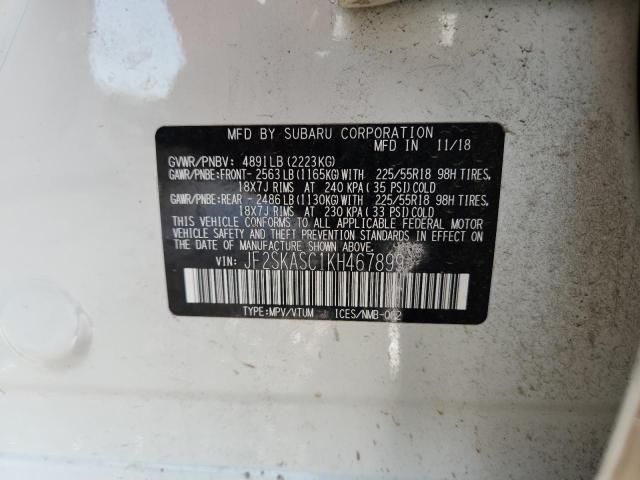 MFD BY SUBARU CORPORATION
MFD IN 11/18
GVWR/PNBV: 4891LB(2223KG)
GAWR/PNBE:FRONT- 2563LB(1165KG)WITH 225/55R18 98H TIRES,
18X7J RIMS AT 240 KPA(35 PSI)COLD
GAWR/PNBE:REAR -2486LB(1130KG)WITH 225/55R18 98H TIRES,
18X7J RIMS AT 230 KPA(33 PSI)COLD
THIS VEHICLE CONFORMS TO ALL APPLICABLE FEDERAL MOTOR
VEHICLE SAFETY, BUMPER, AND THEFT PREVENTION STANDARDS IN
EFFECT ON THE DATE OF MANUFACTURE SHOWN ABOVE.
VIN: JF2SKASC1KH467899
TYPE:MPV/VTUM ICES/NMB-002